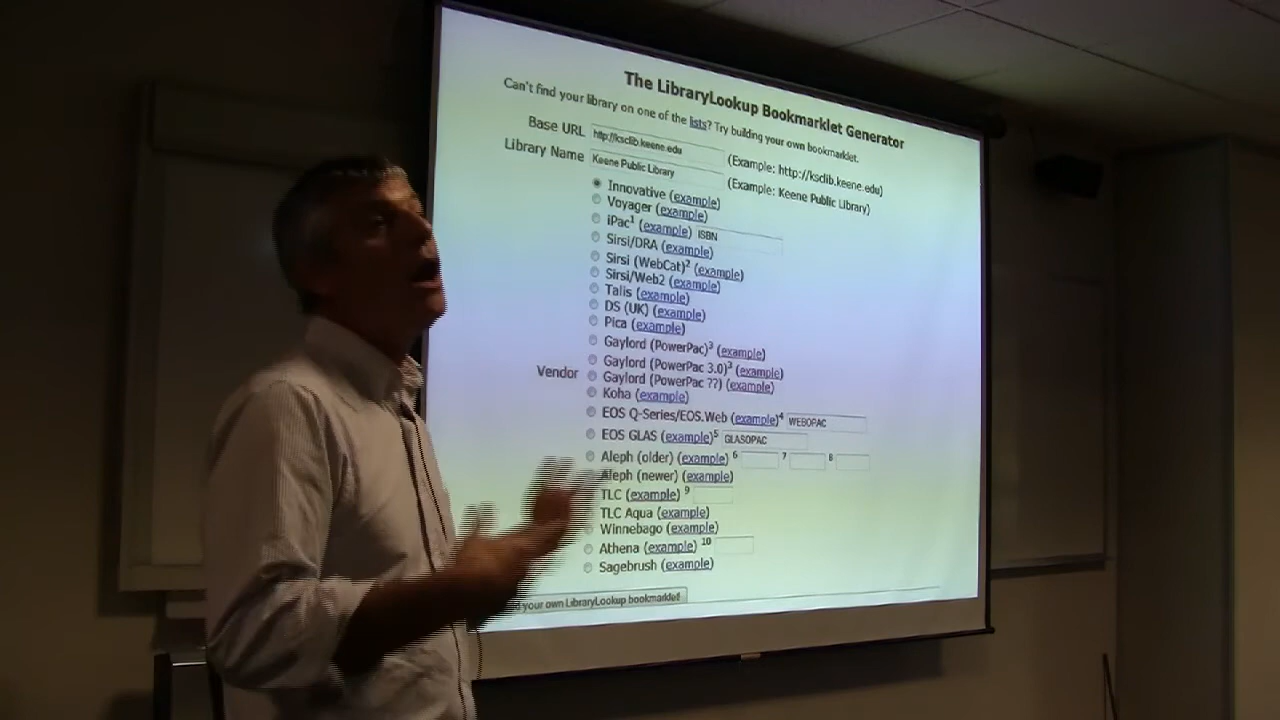 The LibraryLookup Bookmarklet Generator
Can't find your library on one of the lists? Try building your own bookmarklet.
Base URL http://ksclib.keene.edu (Example: http://ksclib.keene.edu)
Library Name Keene Public Library (Example: Keene Public Library)
Vendor
Innovative (example)
Voyager (example)
iPac1 (example) ISBN
Sirsi/DRA (example)
Sirsi (WebCat)2 (example)
Sirsi/Web2 (example)
Talis (example)
DS (UK) (example)
Pica (example)
Gaylord (PowerPac)3 (example)
Gaylord (PowerPac 3.0)3 (example)
Gaylord (PowerPac ??) (example)
Koha (example)
EOS Q-Series/EOS.Web (example)4 WEBOPAC
EOS GLAS (example)5 GLASOPAC
Aleph (older) (example) 6 7 8
Aleph (newer) (example)
TLC (example) 9
TLC Aqua (example)
Winnebago (example)
Athena (example) 10
Sagebrush (example)
your own LibraryLookup bookmarklet!